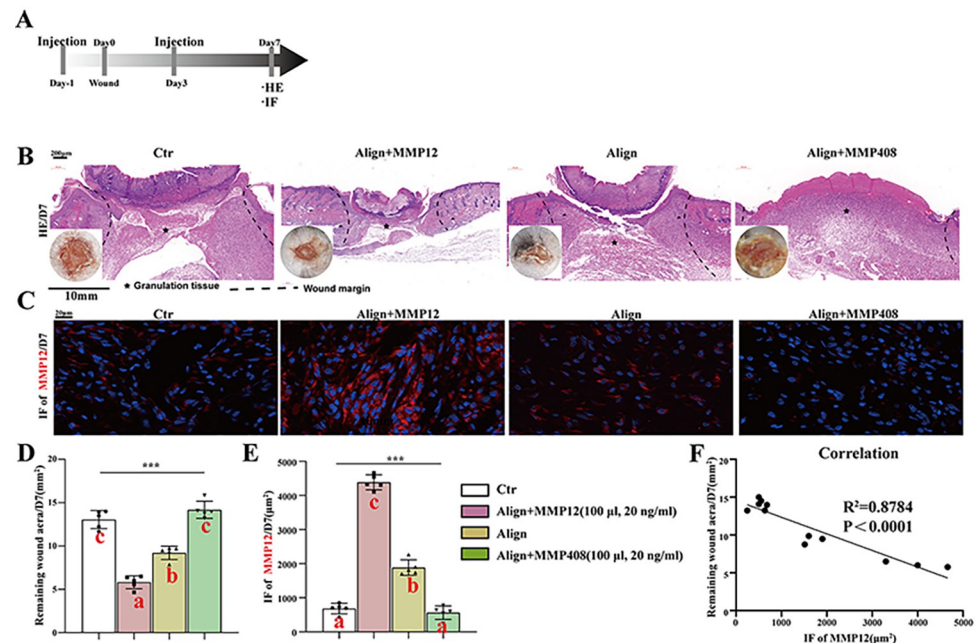 A
Injection Day0 Injection Day7
Day-1 Wound Day3
·HE
·IF
B
200μm Ctr Align+MMP12 Align Align+MMP408
HE/D7
10mm ★ Granulation tissue --- Wound margin
C
20μm Ctr Align+MMP12 Align Align+MMP408
IF of MMP12/D7
D
Remaining wound acra/D7(mm²)
20
15
10
5
0
***
c a b c
E
IF of MMP12/D7(μm²)
5000
4000
3000
2000
1000
0
***
a c b a
Ctr
Align+MMP12(100 μl, 20 ng/ml)
Align
Align+MMP408(100 μl, 20 ng/ml)
F
Correlation
Remaining wound acra/D7(mm²)
20
15
10
5
0
R²=0.8784
P<0.0001
0 1000 2000 3000 4000 5000
IF of MMP12(μm²)